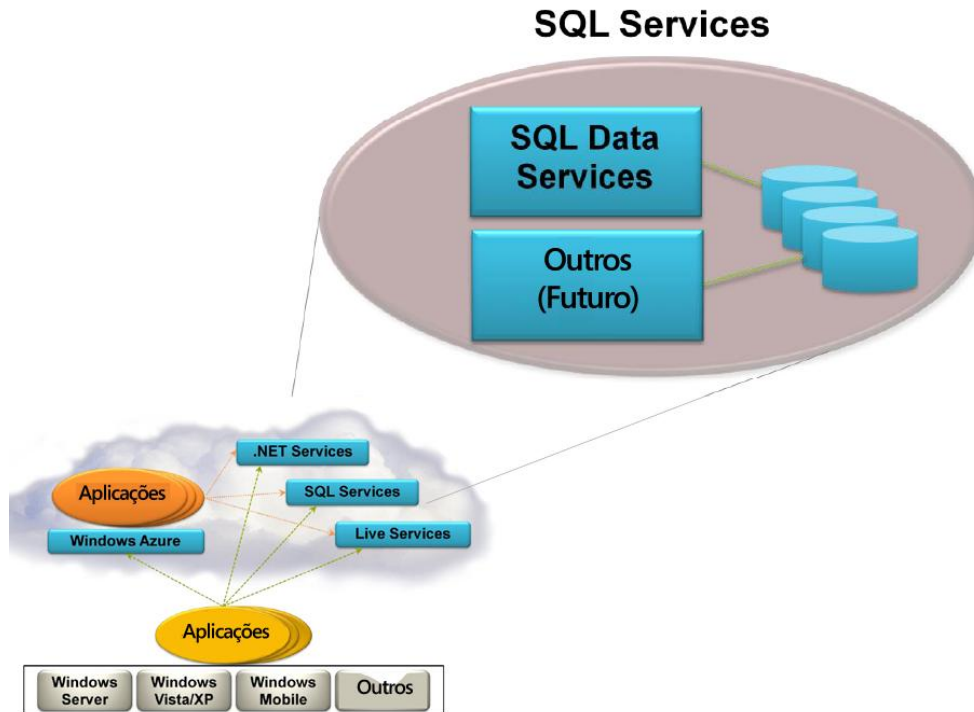 SQL Services
SQL Data
Services
Outros
(Futuro)
.NET Services
Aplicações
SQL Services
Windows Azure
Live Services
Aplicações
Windows
Server
Windows
Vista/XP
Windows
Mobile
Outros